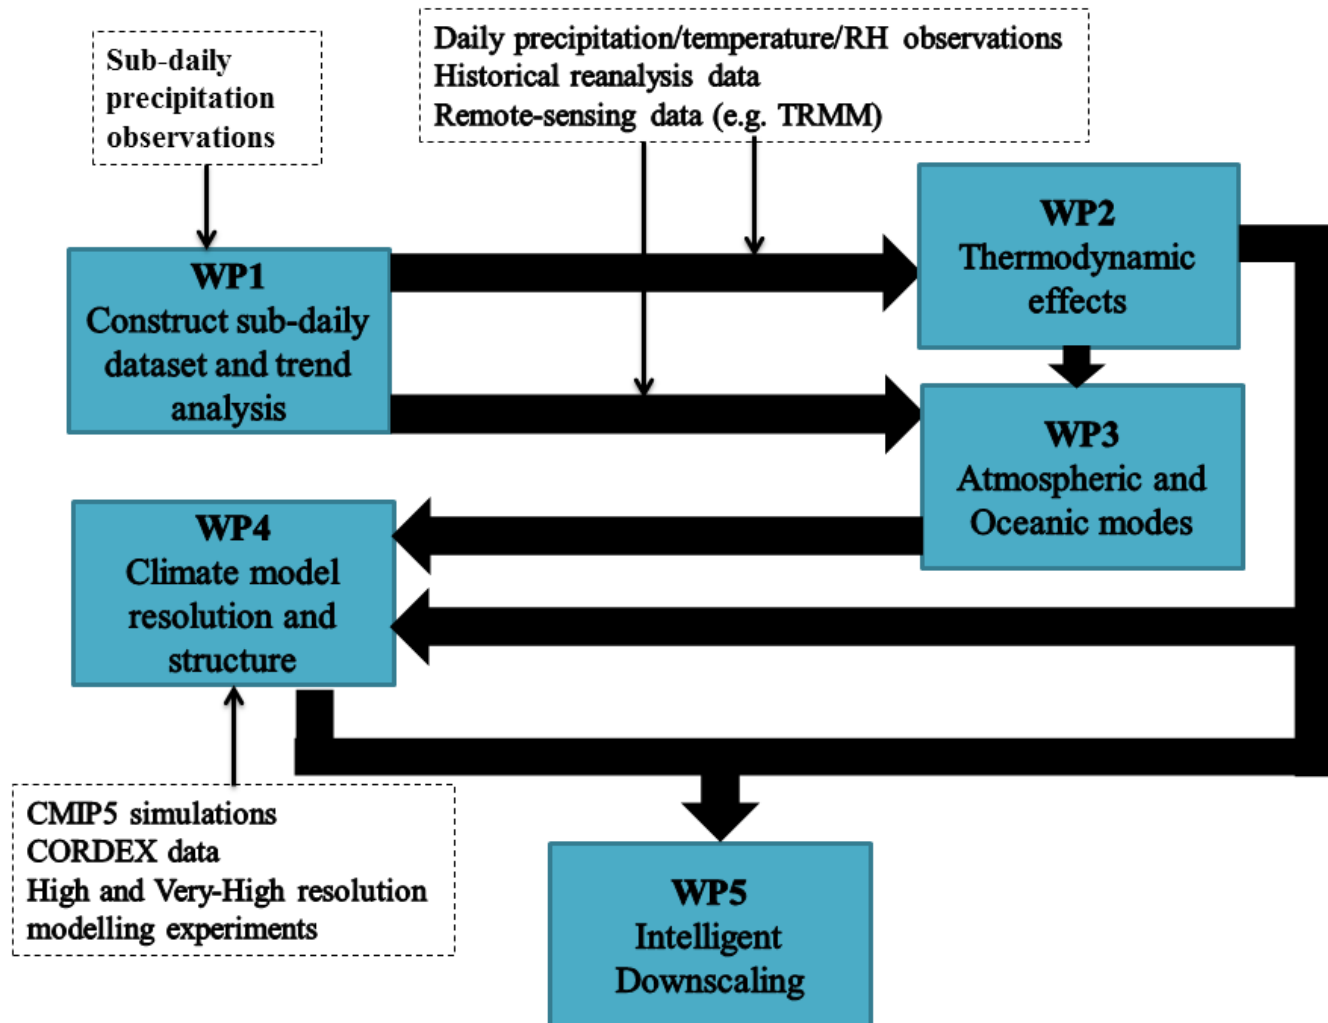 Sub-daily
precipitation
observations
Daily precipitation/temperature/RH observations
Historical reanalysis data
Remote-sensing data (e.g. TRMM)
WP1
Construct sub-daily
dataset and trend
analysis
WP2
Thermodynamic
effects
WP3
Atmospheric and
Oceanic modes
WP4
Climate model
resolution and
structure
CMIP5 simulations
CORDEX data
High and Very-High resolution
modelling experiments
WP5
Intelligent
Downscaling